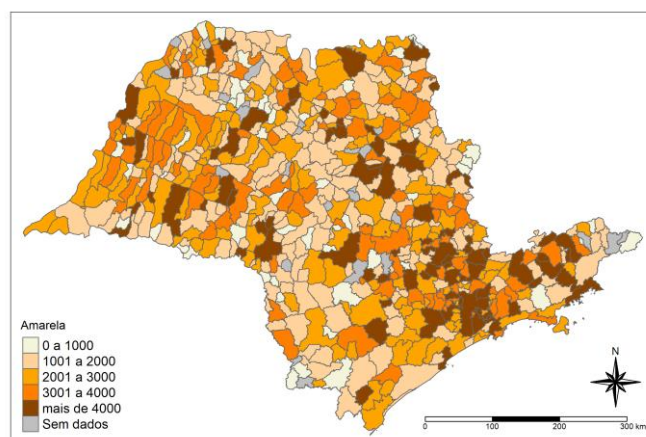 Amarela
0 a 1000
1001 a 2000
2001 a 3000
3001 a 4000
mais de 4000
Sem dados
N
0 100 200 300 km